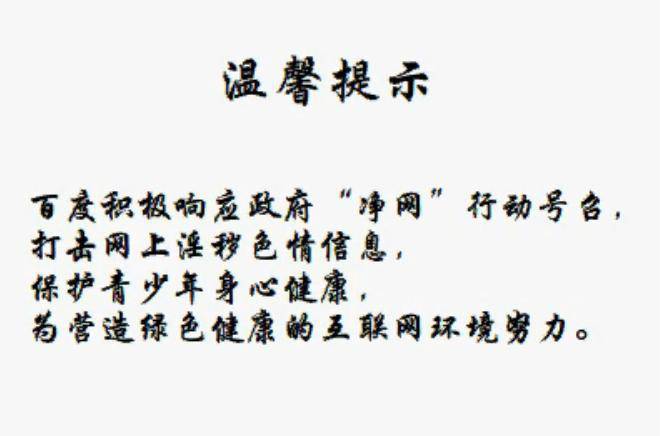 温馨提示
百度积极响应政府“净网”行动号召，
打击网上淫秽色情信息，
保护青少年身心健康，
为营造绿色健康的互联网环境努力。